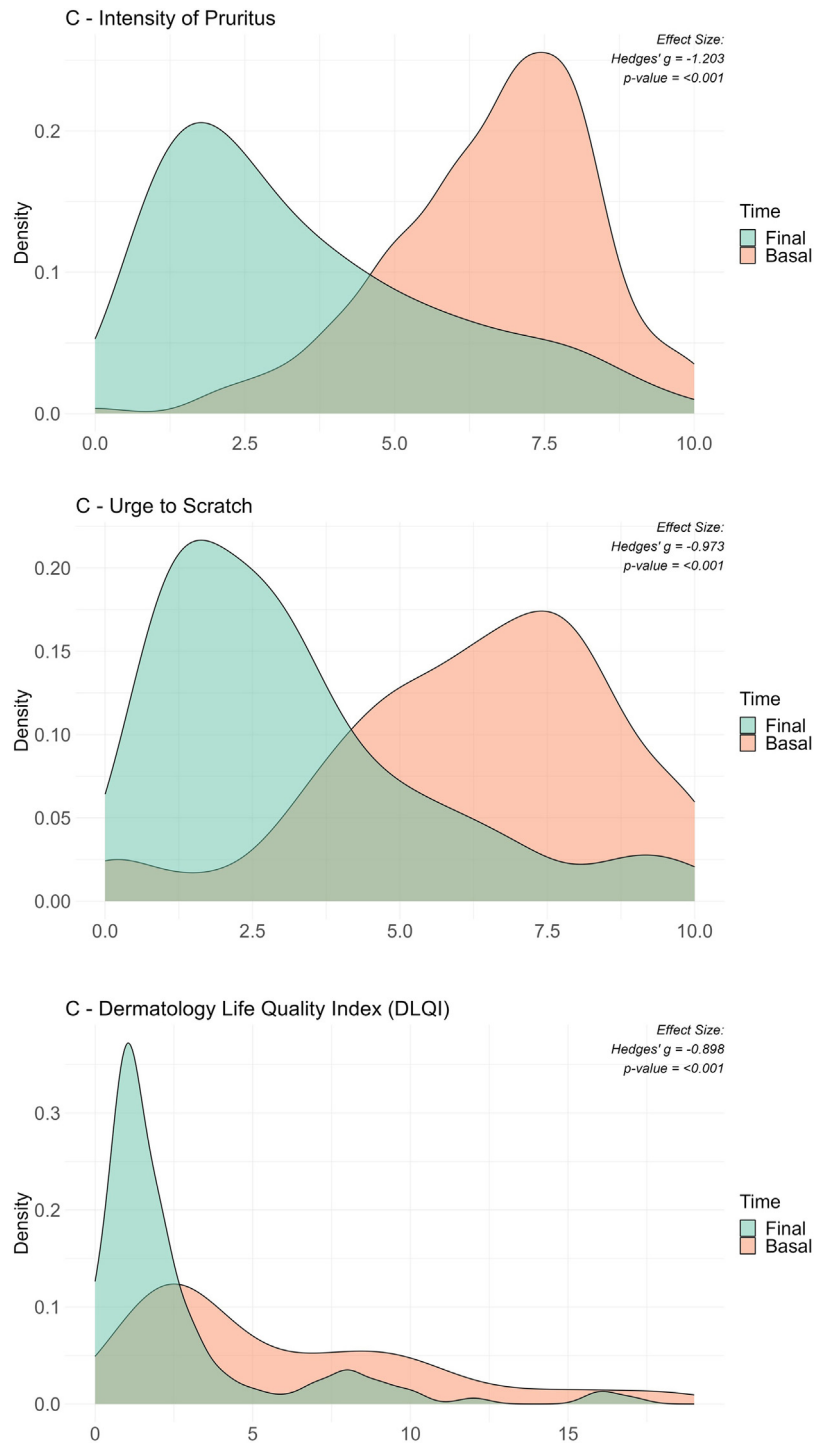 C - Intensity of Pruritus
Effect Size:
Hedges' g = -1.203
p-value = <0.001
Density
0.2
0.1
0.0
0.0 2.5 5.0 7.5 10.0
Time
Final
Basal
C - Urge to Scratch
Effect Size:
Hedges' g = -0.973
p-value = <0.001
Density
0.20
0.15
0.10
0.05
0.00
0.0 2.5 5.0 7.5 10.0
Time
Final
Basal
C - Dermatology Life Quality Index (DLQI)
Effect Size:
Hedges' g = -0.898
p-value = <0.001
Density
0.3
0.2
0.1
0.0
0 5 10 15
Time
Final
Basal